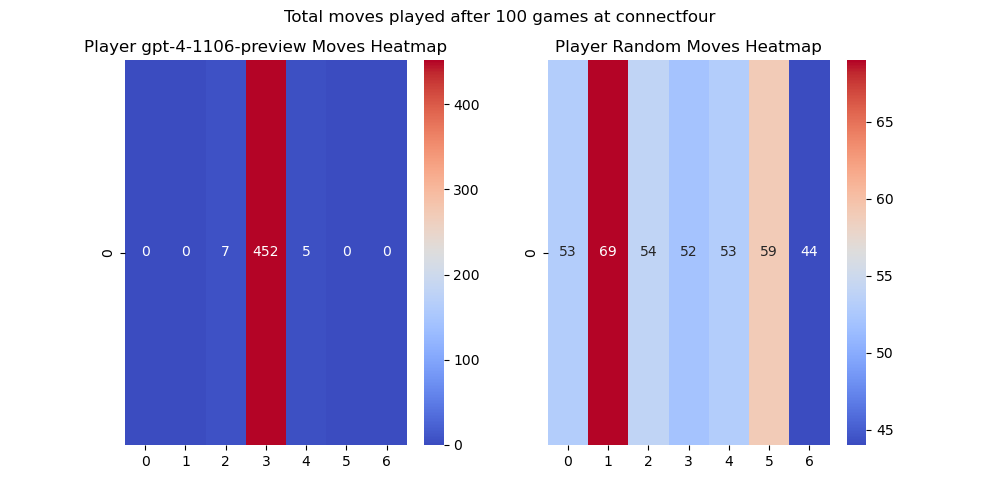 Total moves played after 100 games at connectfour
Player gpt-4-1106-preview Moves Heatmap
0
0 0 7 452 5 0 0
0 1 2 3 4 5 6
400
300
200
100
0
Player Random Moves Heatmap
0
53 69 54 52 53 59 44
0 1 2 3 4 5 6
65
60
55
50
45